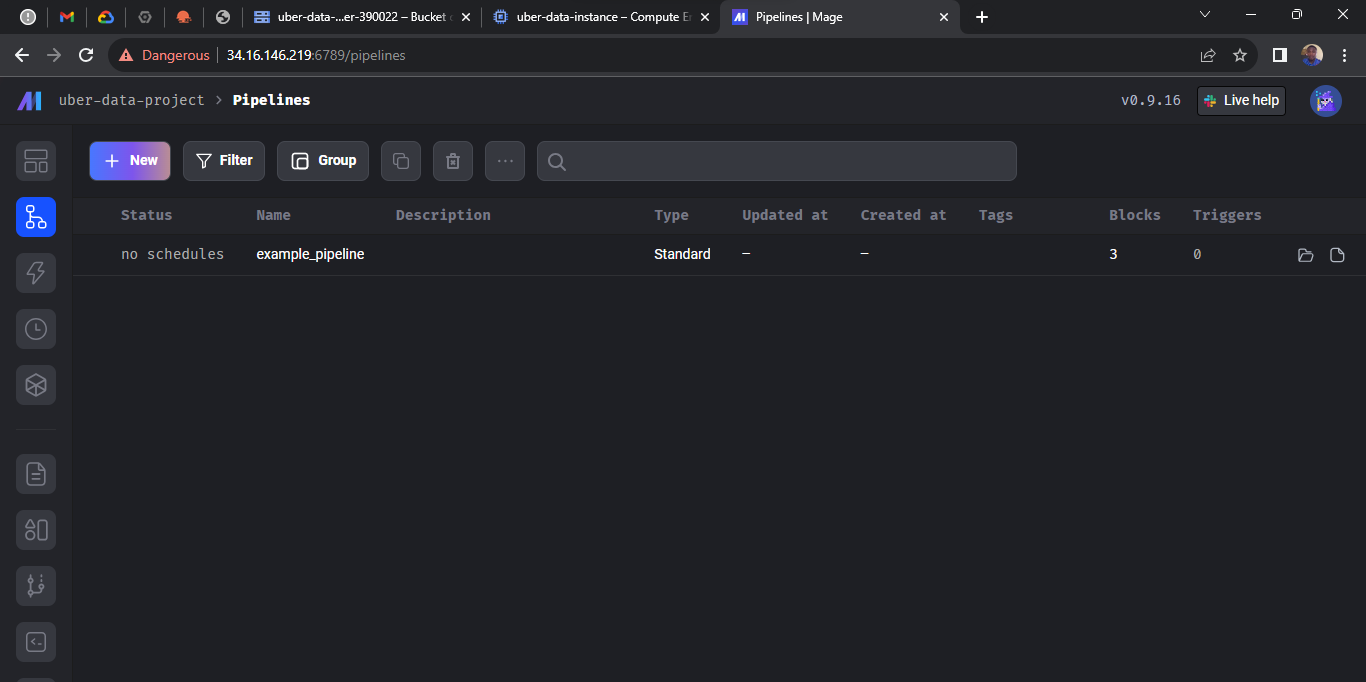 uber-data-...er-390022 – Bucket
uber-data-instance – Compute E
Pipelines | Mage
Dangerous
34.16.146.219:6789/pipelines
uber-data-project > Pipelines
v0.9.16
Live help
+ New
Filter
Group
...
Status Name Description Type Updated at Created at Tags Blocks Triggers
no schedules example_pipeline Standard – – 3 0